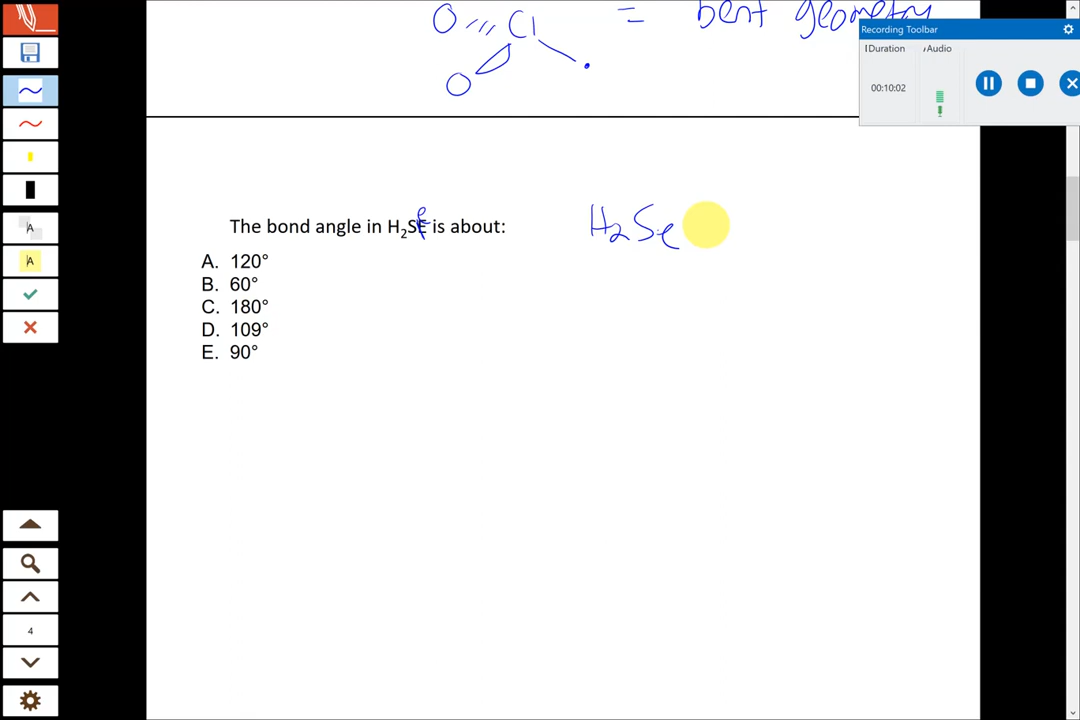 O Cl = bent geometry
O
Recording Toolbar
Duration Audio
00:10:02
The bond angle in H₂SE is about: H₂Se
A. 120°
B. 60°
C. 180°
D. 109°
E. 90°
A
A
4